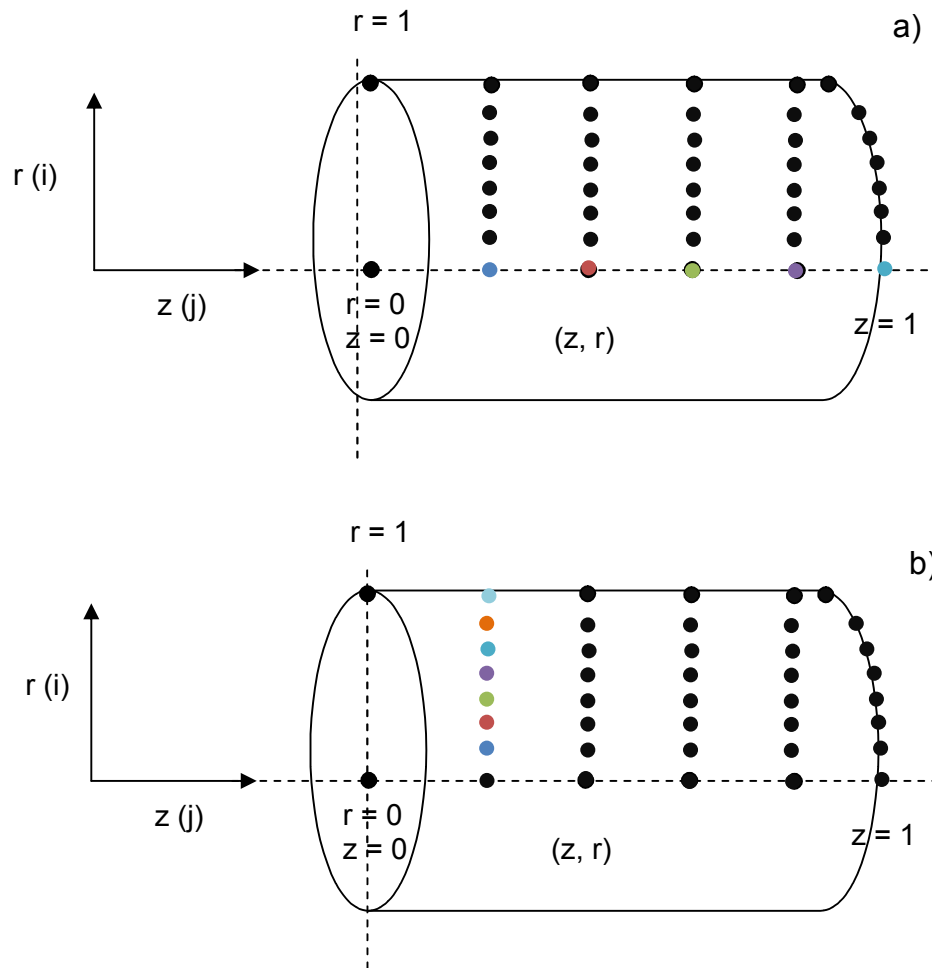 r = 1
a)
r (i)
z (j)
r = 0
z = 0
(z, r)
z = 1
r = 1
b)
r (i)
z (j)
r = 0
z = 0
(z, r)
z = 1